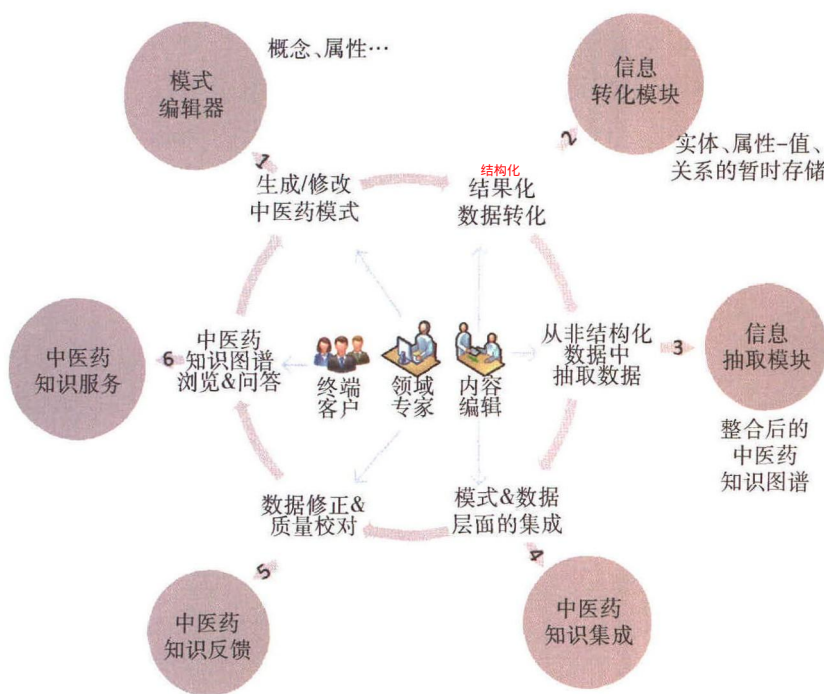 模式
编辑器
概念、属性…
信息
转化模块
实体、属性-值、
关系的暂时存储
1
生成/修改
中医药模式
2
结构化
结果化
数据转化
中医药
知识服务
6
中医药
知识图谱
浏览&问答
终端
客户
领域
专家
内容
编辑
从非结构化
数据中
抽取数据
3
信息
抽取模块
整合后的
中医药
知识图谱
数据修正&
质量校对
模式&数据
层面的集成
5
中医药
知识反馈
4
中医药
知识集成